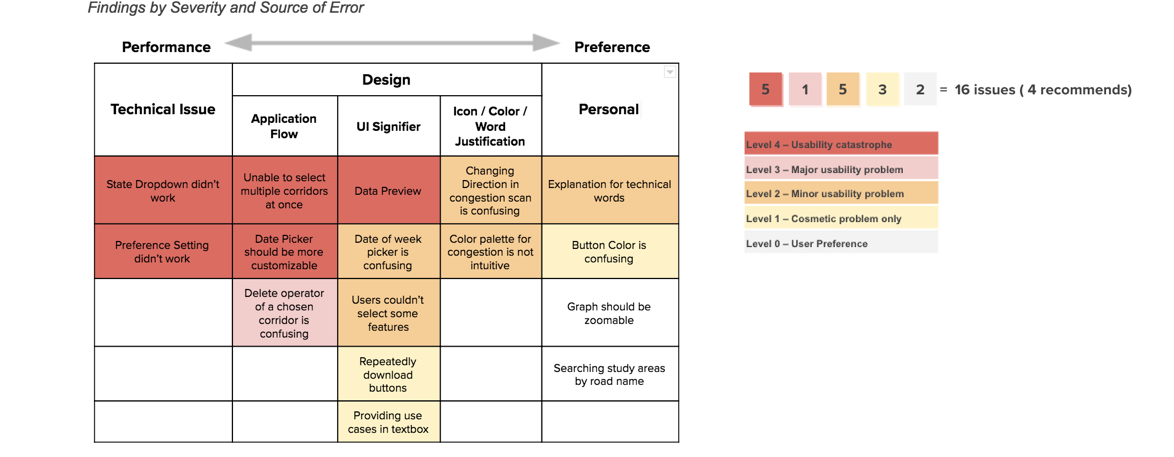 Findings by Severity and Source of Error
Performance
Preference
Technical Issue
Design
Personal
Application
Flow
UI Signifier
Icon / Color /
Word
Justification
State Dropdown didn't
work
Unable to select
multiple corridors
at once
Data Preview
Changing
Direction in
congestion scan
is confusing
Explanation for technical
words
Preference Setting
didn't work
Date Picker
should be more
customizable
Date of week
picker is
confusing
Color palette for
congestion is not
intuitive
Button Color is
confusing
Delete operator
of a chosen
corridor is
confusing
Users couldn't
select some
features
Graph should be
zoomable
Repeatedly
download
buttons
Searching study areas
by road name
Providing use
cases in textbox
5 1 5 3 2 = 16 issues ( 4 recommends)
Level 4 – Usability catastrophe
Level 3 – Major usability problem
Level 2 – Minor usability problem
Level 1 – Cosmetic problem only
Level 0 – User Preference